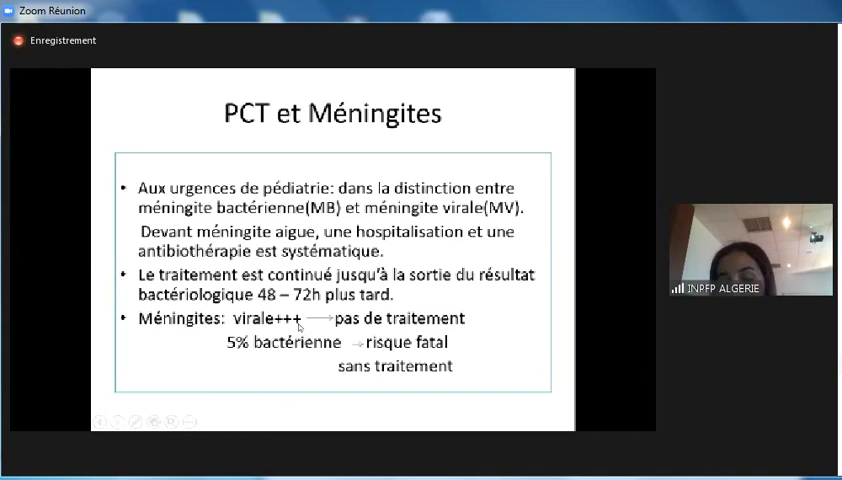 Zoom Réunion
Enregistrement
PCT et Méningites
• Aux urgences de pédiatrie: dans la distinction entre
méningite bactérienne(MB) et méningite virale(MV).
Devant méningite aigue, une hospitalisation et une
antibiothérapie est systématique.
• Le traitement est continué jusqu'à la sortie du résultat
bactériologique 48 – 72h plus tard.
• Méningites: virale+++ → pas de traitement
5% bactérienne → risque fatal
sans traitement
INPFP ALGERIE